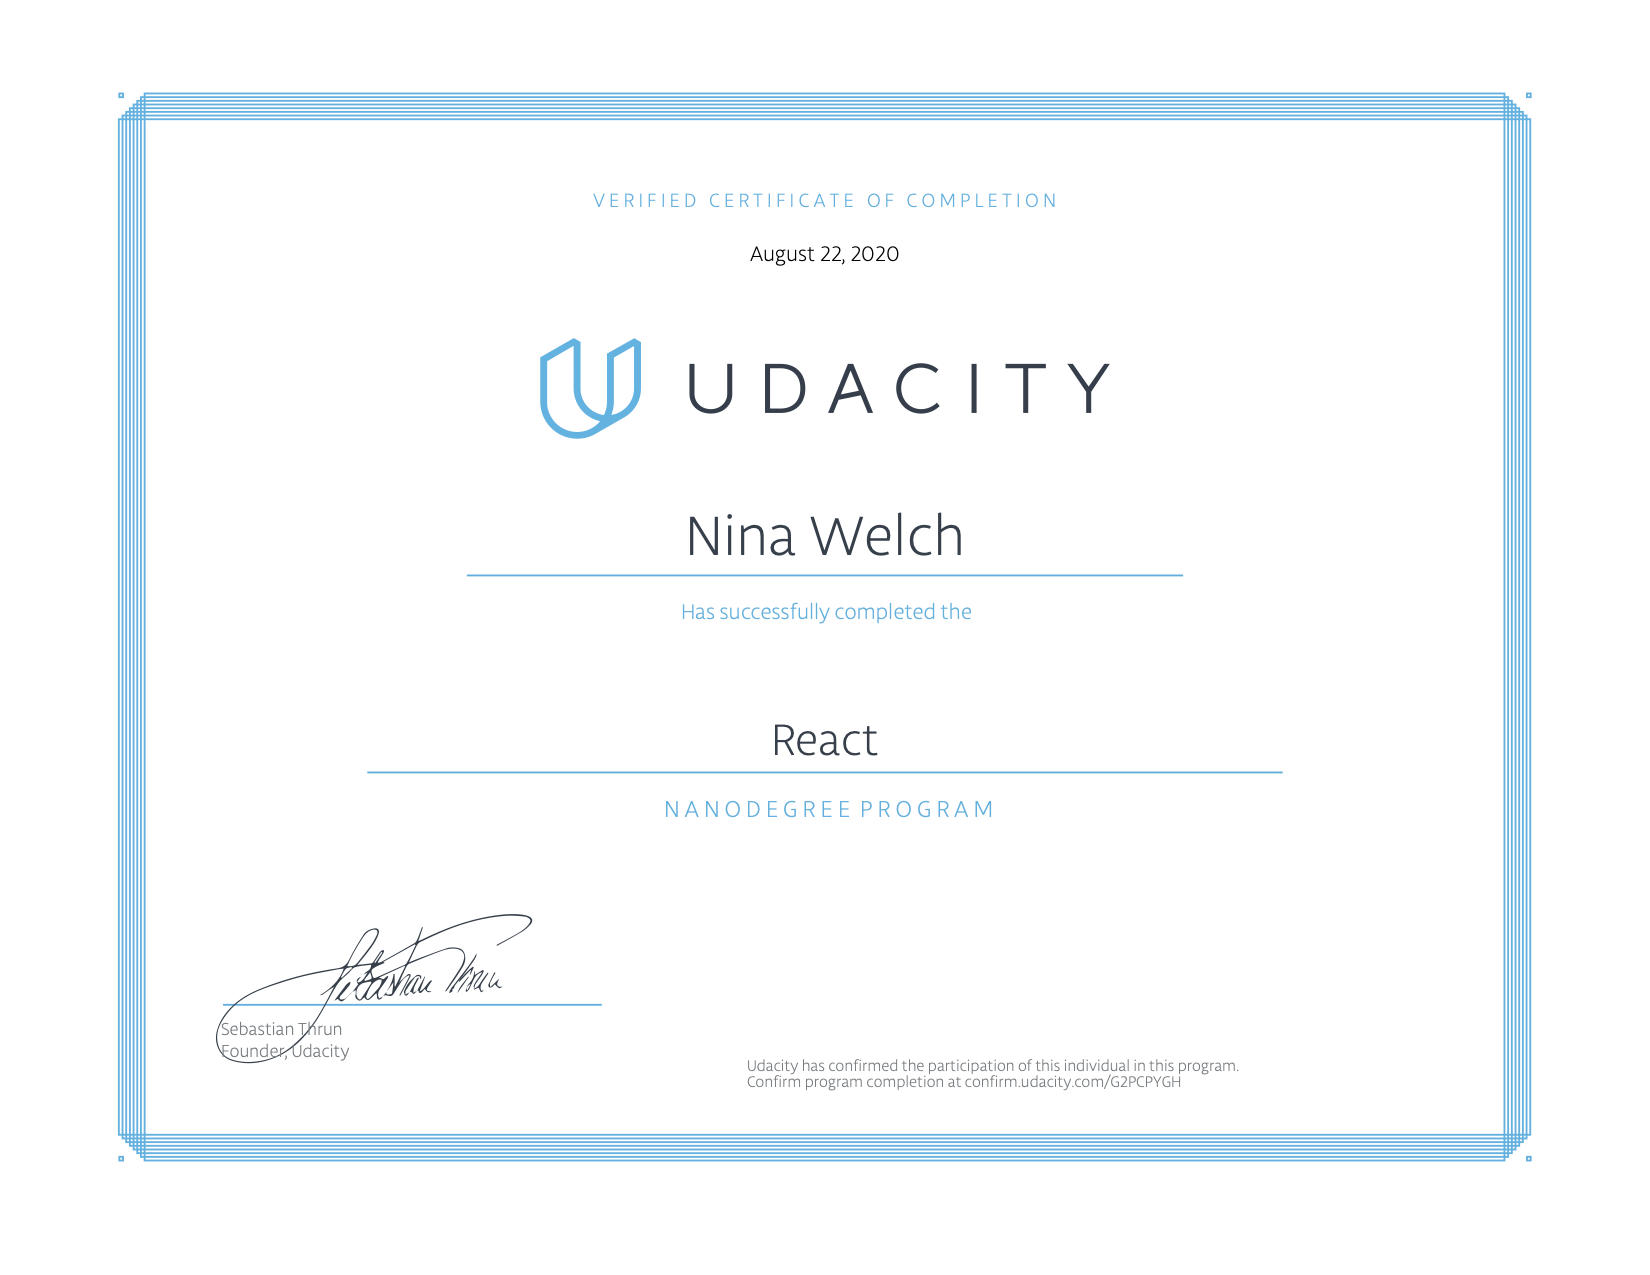 VERIFIED CERTIFICATE OF COMPLETION
August 22, 2020
UDACITY
Nina Welch
Has successfully completed the
React
NANODEGREE PROGRAM
Sebastian Thrun
Sebastian Thrun
Founder, Udacity
Udacity has confirmed the participation of this individual in this program.
Confirm program completion at confirm.udacity.com/G2PCPYGH